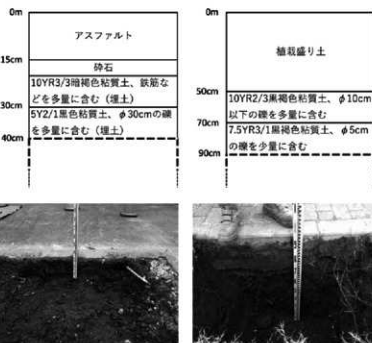 0m
アスファルト
15cm
砕石
10YR3/3暗褐色粘質土、鉄筋な
どを多量に含む（埋土）
30cm
5Y2/1黒色粘質土、φ30cmの礫
を多量に含む（埋土）
40cm
0m
植栽盛り土
50cm
10YR2/3黒褐色粘質土、φ10cm
以下の礫を多量に含む
70cm
7.5YR3/1黒褐色土、φ5cm
の礫を少量に含む
90cm